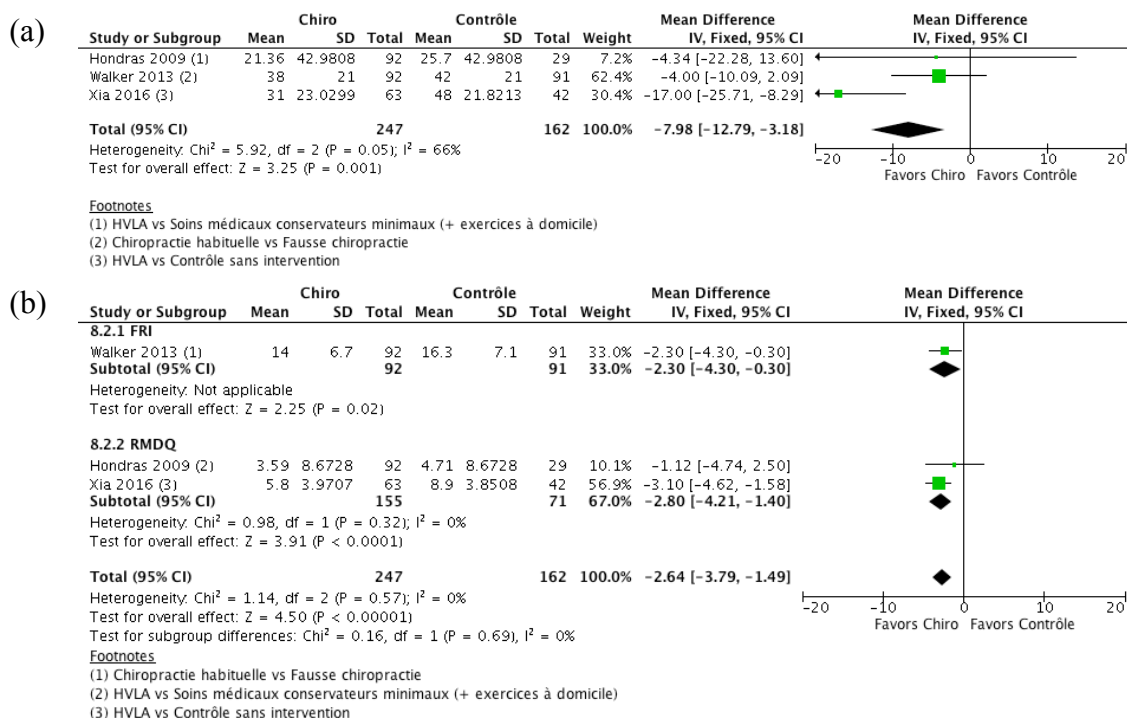 (a)
Chiro Contrôle Mean Difference Mean Difference
Study or Subgroup Mean SD Total Mean SD Total Weight IV, Fixed, 95% CI IV, Fixed, 95% CI
Hondras 2009 (1) 21.36 42.9808 92 25.7 42.9808 29 7.2% -4.34 [-22.28, 13.60]
Walker 2013 (2) 38 21 92 42 21 91 62.4% -4.00 [-10.09, 2.09]
Xia 2016 (3) 31 23.0299 63 48 21.8213 42 30.4% -17.00 [-25.71, -8.29]
Total (95% CI) 247 162 100.0% -7.98 [-12.79, -3.18]
Heterogeneity: Chi² = 5.92, df = 2 (P = 0.05); I² = 66%
Test for overall effect: Z = 3.25 (P = 0.001)
-20 -10 0 10 20
Favors Chiro Favors Contrôle
Footnotes
(1) HVLA vs Soins médicaux conservateurs minimaux (+ exercices à domicile)
(2) Chiropractie habituelle vs Fausse chiropractie
(3) HVLA vs Contrôle sans intervention
(b)
Chiro Contrôle Mean Difference Mean Difference
Study or Subgroup Mean SD Total Mean SD Total Weight IV, Fixed, 95% CI IV, Fixed, 95% CI
8.2.1 FRI
Walker 2013 (1) 14 6.7 92 16.3 7.1 91 33.0% -2.30 [-4.30, -0.30]
Subtotal (95% CI) 92 91 33.0% -2.30 [-4.30, -0.30]
Heterogeneity: Not applicable
Test for overall effect: Z = 2.25 (P = 0.02)
8.2.2 RMDQ
Hondras 2009 (2) 3.59 8.6728 92 4.71 8.6728 29 10.1% -1.12 [-4.74, 2.50]
Xia 2016 (3) 5.8 3.9707 63 8.9 3.8508 42 56.9% -3.10 [-4.62, -1.58]
Subtotal (95% CI) 155 71 67.0% -2.80 [-4.21, -1.40]
Heterogeneity: Chi² = 0.98, df = 1 (P = 0.32); I² = 0%
Test for overall effect: Z = 3.91 (P < 0.0001)
Total (95% CI) 247 162 100.0% -2.64 [-3.79, -1.49]
Heterogeneity: Chi² = 1.14, df = 2 (P = 0.57); I² = 0%
Test for overall effect: Z = 4.50 (P < 0.00001)
Test for subgroup differences: Chi² = 0.16, df = 1 (P = 0.69), I² = 0%
-20 -10 0 10 20
Favors Chiro Favors Contrôle
Footnotes
(1) Chiropractie habituelle vs Fausse chiropractie
(2) HVLA vs Soins médicaux conservateurs minimaux (+ exercices à domicile)
(3) HVLA vs Contrôle sans intervention